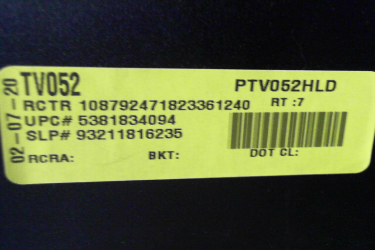 02-07-20
TV052 PTV052HLD
RCTR 108792471823361240 RT :7
UPC# 5381834094
SLP# 93211816235
RCRA: BKT: DOT CL: